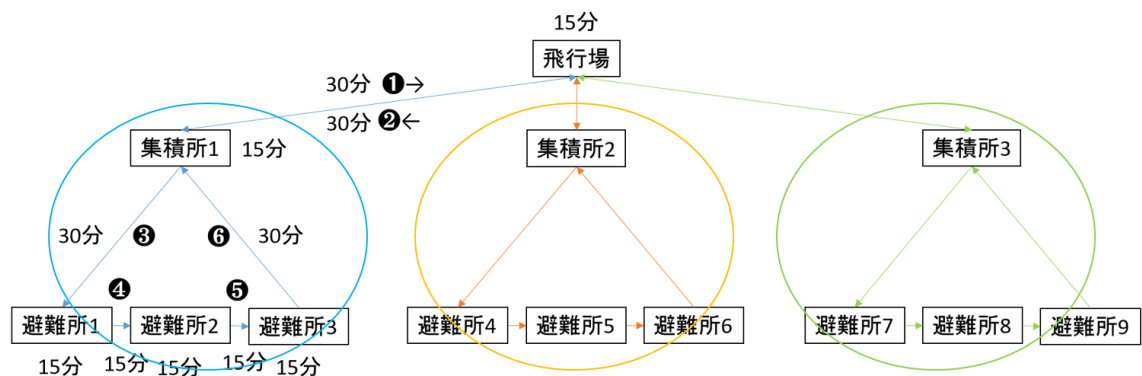 15分
飛行場
30分 ❶→
30分 ❷←
集積所1 15分
集積所2
集積所3
30分 ❸ ❻ 30分
❹ ❺
避難所1 避難所2 避難所3
避難所4 避難所5 避難所6
避難所7 避難所8 避難所9
15分 15分 15分 15分 15分